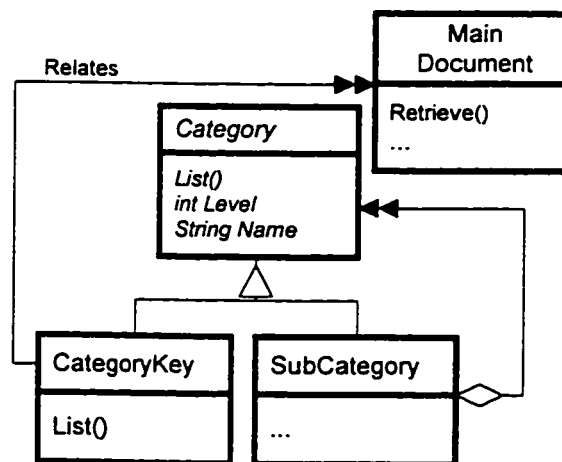 Main
Document
Relates
Retrieve()
...
Category
List()
int Level
String Name
CategoryKey
SubCategory
List()
...